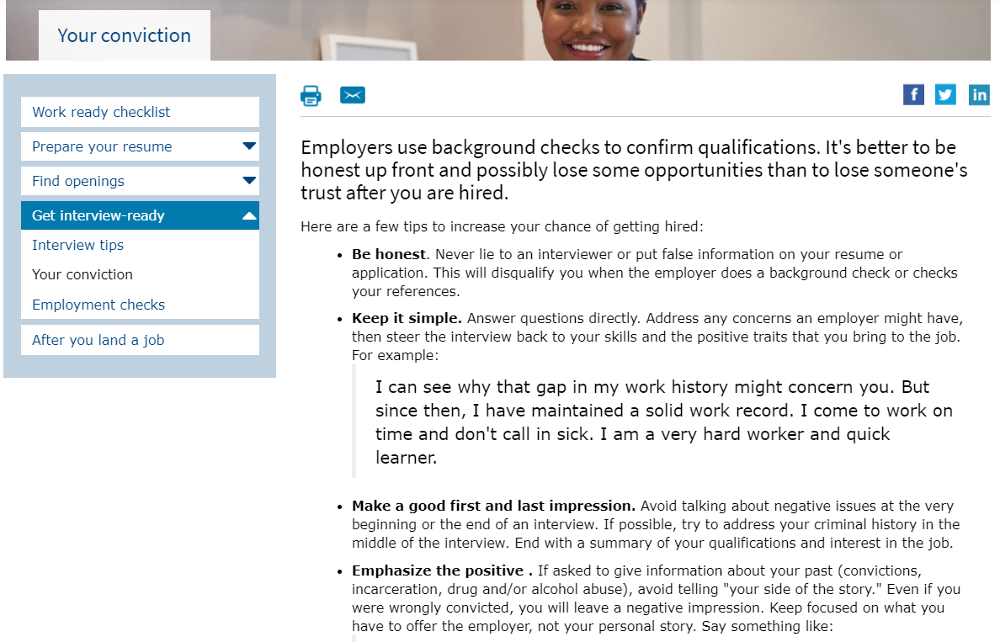 Your conviction
Work ready checklist
Prepare your resume
Find openings
Get interview-ready
Interview tips
Your conviction
Employment checks
After you land a job
f
in
Employers use background checks to confirm qualifications. It's better to be
honest up front and possibly lose some opportunities than to lose someone's
trust after you are hired.
Here are a few tips to increase your chance of getting hired:
• Be honest. Never lie to an interviewer or put false information on your resume or
application. This will disqualify you when the employer does a background check or checks
your references.
• Keep it simple. Answer questions directly. Address any concerns an employer might have,
then steer the interview back to your skills and the positive traits that you bring to the job.
For example:
I can see why that gap in my work history might concern you. But
since then, I have maintained a solid work record. I come to work on
time and don't call in sick. I am a very hard worker and quick
learner.
• Make a good first and last impression. Avoid talking about negative issues at the very
beginning or the end of an interview. If possible, try to address your criminal history in the
middle of the interview. End with a summary of your qualifications and interest in the job.
• Emphasize the positive . If asked to give information about your past (convictions,
incarceration, drug and/or alcohol abuse), avoid telling "your side of the story." Even if you
were wrongly convicted, you will leave a negative impression. Keep focused on what you
have to offer the employer, not your personal story. Say something like: